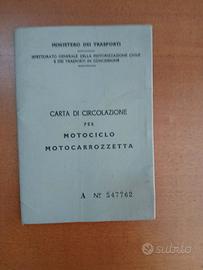 MINISTERO DEI TRASPORTI
ISPETTORATO GENERALE DELLA MOTORIZZAZIONE CIVILE
E DEI TRASPORTI IN CONCESSIONE
CARTA DI CIRCOLAZIONE
PER
MOTOCICLO
MOTOCARROZZETTA
A Nº 547762
subito